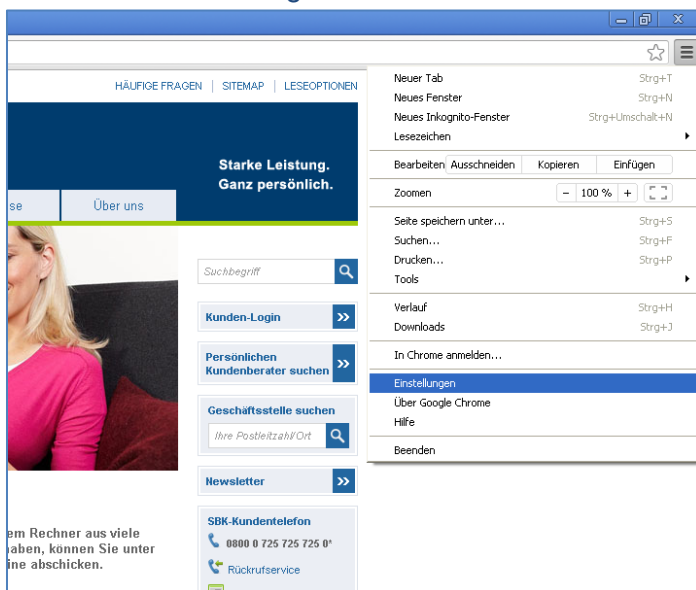 HÄUFIGE FRAGEN | SITEMAP | LESEOPTIONEN
Starke Leistung.
Ganz persönlich.
se
Über uns
Suchbegriff
Kunden-Login
Persönlichen
Kundenberater suchen
Geschäftsstelle suchen
Ihre Postleitzahl/Ort
Newsletter
SBK-Kundentelefon
0800 0 725 725 725 0*
Rückrufservice
em Rechner aus viele
haben, können Sie unter
ine abschicken.
Neuer Tab Strg+T
Neues Fenster Strg+N
Neues Inkognito-Fenster Strg+Umschalt+N
Lesezeichen
Bearbeiten Ausschneiden Kopieren Einfügen
Zoomen − 100 % +
Seite speichern unter... Strg+S
Suchen... Strg+F
Drucken... Strg+P
Tools
Verlauf Strg+H
Downloads Strg+J
In Chrome anmelden...
Einstellungen
Über Google Chrome
Hilfe
Beenden